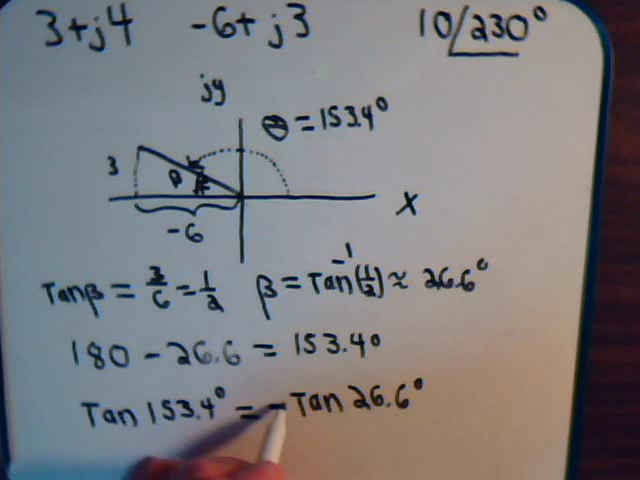 3+j4 -6+j3 10/230°
jy
θ = 153.4°
3
β
-6
x
Tanβ = 3/6 = 1/2 β = Tan⁻¹(1/2) ≈ 26.6°
180 - 26.6 = 153.4°
Tan 153.4° = -Tan 26.6°